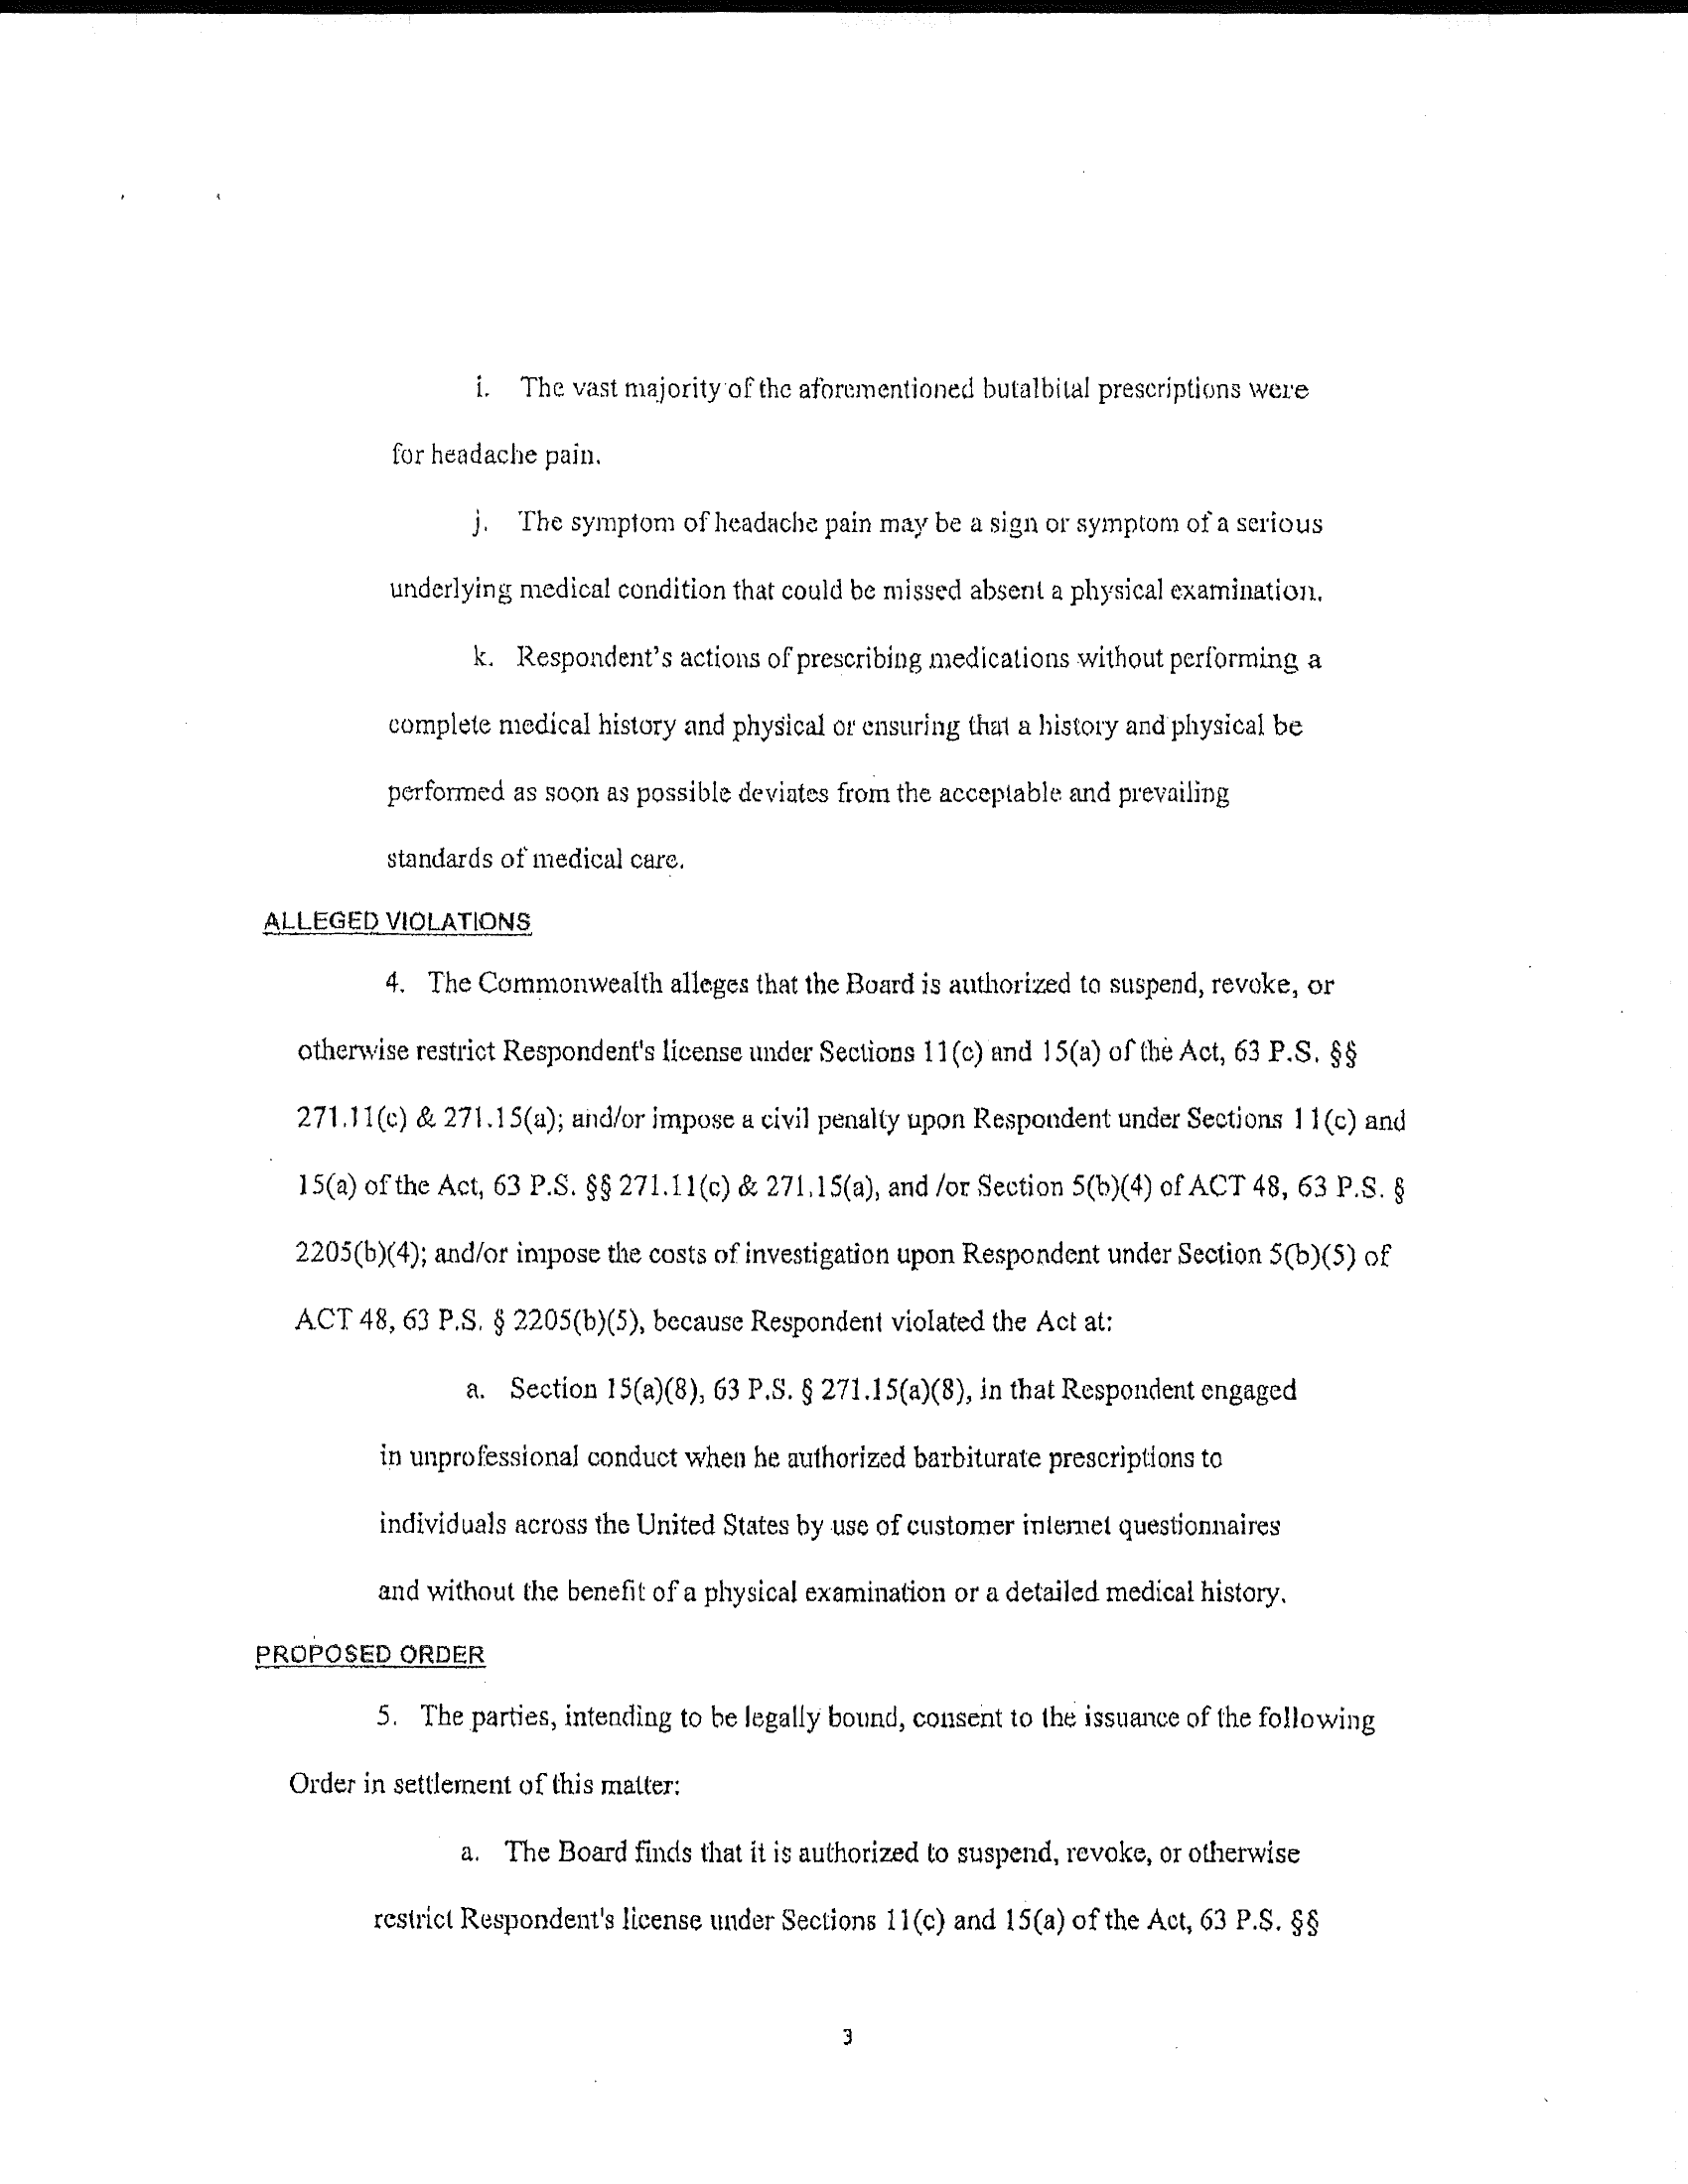 i. The vast majority of the aforementioned butalbital prescriptions were
for headache pain.
j. The symptom of headache pain may be a sign or symptom of a serious
underlying medical condition that could be missed absent a physical examination.
k. Respondent's actions of prescribing medications without performing a
complete medical history and physical or ensuring that a history and physical be
performed as soon as possible deviates from the acceptable and prevailing
standards of medical care.
ALLEGED VIOLATIONS
4. The Commonwealth alleges that the Board is authorized to suspend, revoke, or
otherwise restrict Respondent's license under Sections 11(c) and 15(a) of the Act, 63 P.S. §§
271.11(c) & 271.15(a); and/or impose a civil penalty upon Respondent under Sections 11(c) and
15(a) of the Act, 63 P.S. §§ 271.11(c) & 271.15(a), and /or Section 5(b)(4) of ACT 48, 63 P.S. §
2205(b)(4); and/or impose the costs of investigation upon Respondent under Section 5(b)(5) of
ACT 48, 63 P.S. § 2205(b)(5), because Respondent violated the Act at:
a. Section 15(a)(8), 63 P.S. § 271.15(a)(8), in that Respondent engaged
in unprofessional conduct when he authorized barbiturate prescriptions to
individuals across the United States by use of customer internet questionnaires
and without the benefit of a physical examination or a detailed medical history.
PROPOSED ORDER
5. The parties, intending to be legally bound, consent to the issuance of the following
Order in settlement of this matter:
a. The Board finds that it is authorized to suspend, revoke, or otherwise
restrict Respondent's license under Sections 11(c) and 15(a) of the Act, 63 P.S. §§
3